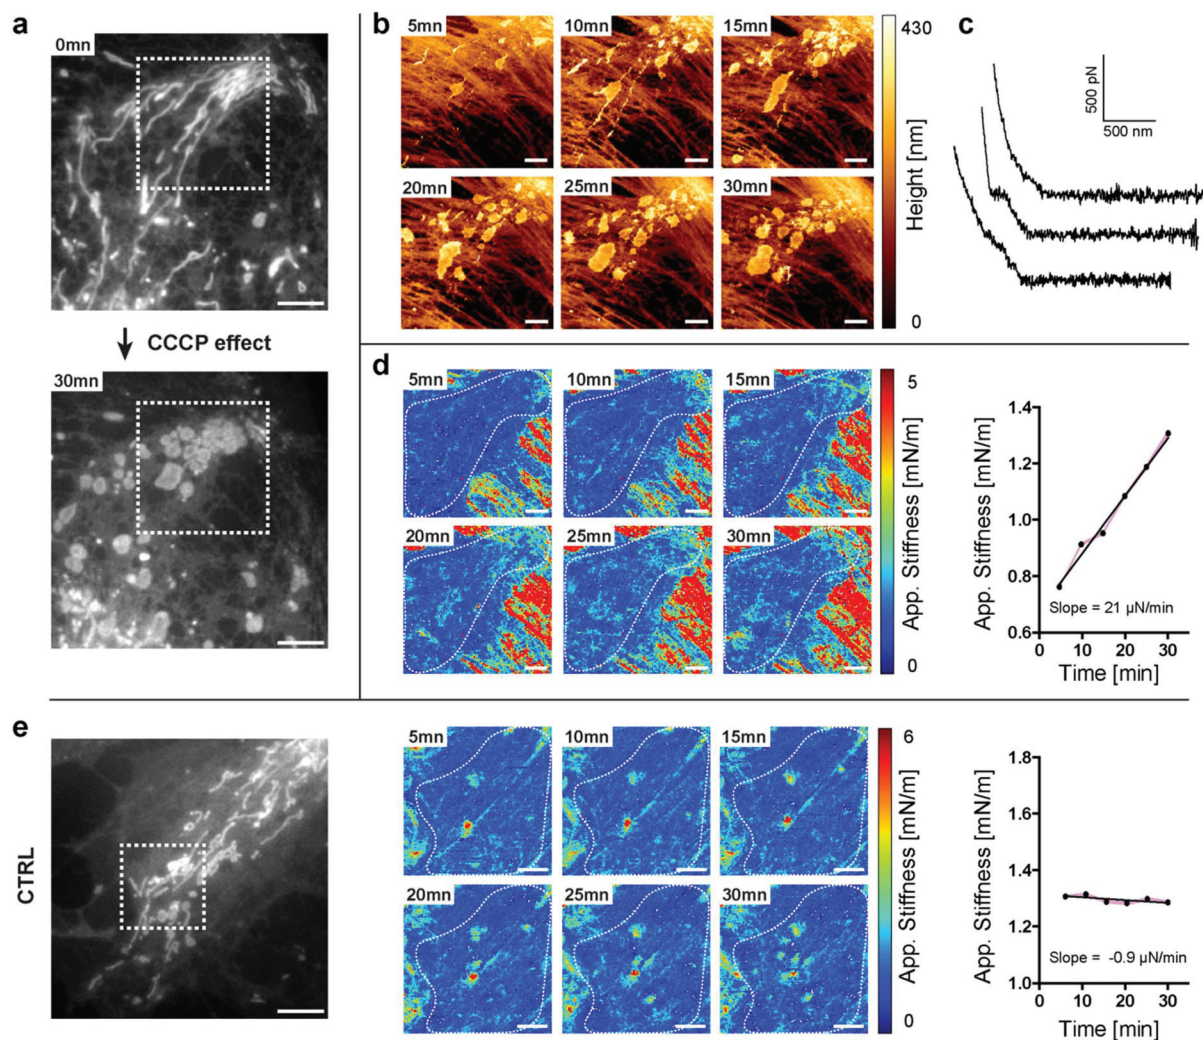 a
0mn
CCCP effect
30mn
b
5mn
10mn
15mn
20mn
25mn
30mn
430
Height [nm]
0
c
500 pN
500 nm
d
5mn
10mn
15mn
20mn
25mn
30mn
5
App. Stiffness [mN/m]
0
App. Stiffness [mN/m]
1.4
1.2
1.0
0.8
0.6
Slope = 21 µN/min
0 10 20 30
Time [min]
e
CTRL
5mn
10mn
15mn
20mn
25mn
30mn
6
App. Stiffness [mN/m]
0
App. Stiffness [mN/m]
1.8
1.6
1.4
1.2
1.0
Slope = -0.9 µN/min
0 10 20 30
Time [min]